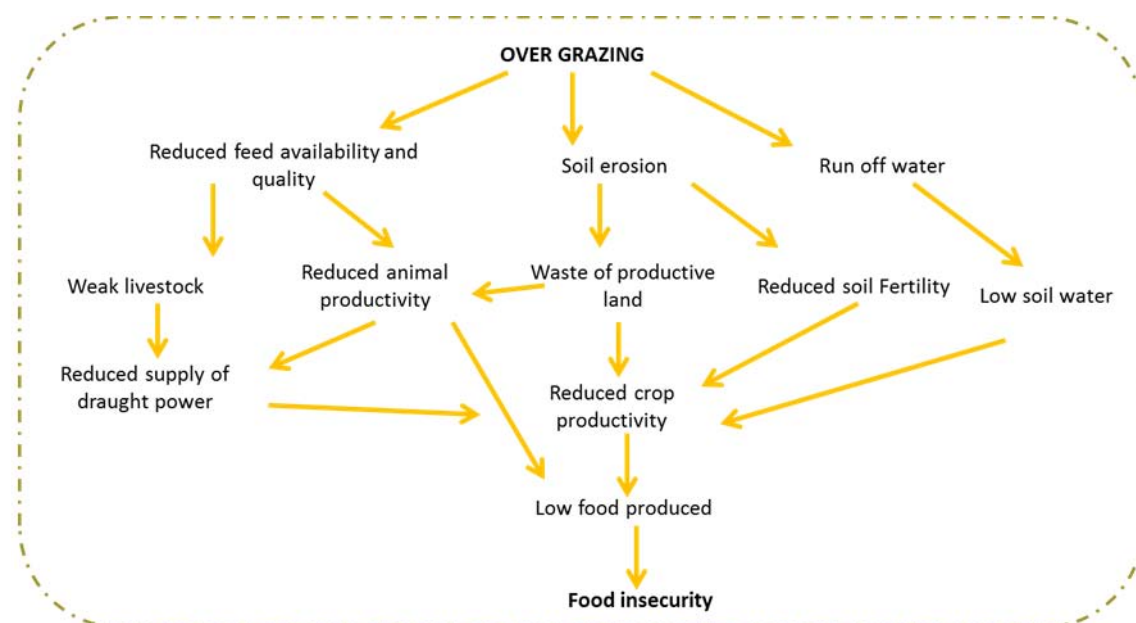 OVER GRAZING
Reduced feed availability and
quality
Soil erosion
Run off water
Weak livestock
Reduced animal
productivity
Waste of productive
land
Reduced soil Fertility
Low soil water
Reduced supply of
draught power
Reduced crop
productivity
Low food produced
Food insecurity